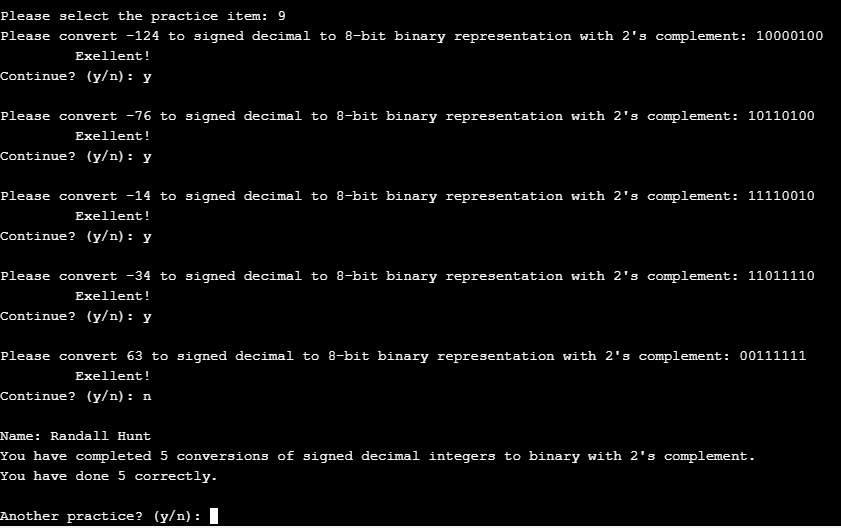 Please select the practice item: 9
Please convert -124 to signed decimal to 8-bit binary representation with 2's complement: 10000100
Exellent!
Continue? (y/n): y
Please convert -76 to signed decimal to 8-bit binary representation with 2's complement: 10110100
Exellent!
Continue? (y/n): y
Please convert -14 to signed decimal to 8-bit binary representation with 2's complement: 11110010
Exellent!
Continue? (y/n): y
Please convert -34 to signed decimal to 8-bit binary representation with 2's complement: 11011110
Exellent!
Continue? (y/n): y
Please convert 63 to signed decimal to 8-bit binary representation with 2's complement: 00111111
Exellent!
Continue? (y/n): n
Name: Randall Hunt
You have completed 5 conversions of signed decimal integers to binary with 2's complement.
You have done 5 correctly.
Another practice? (y/n):